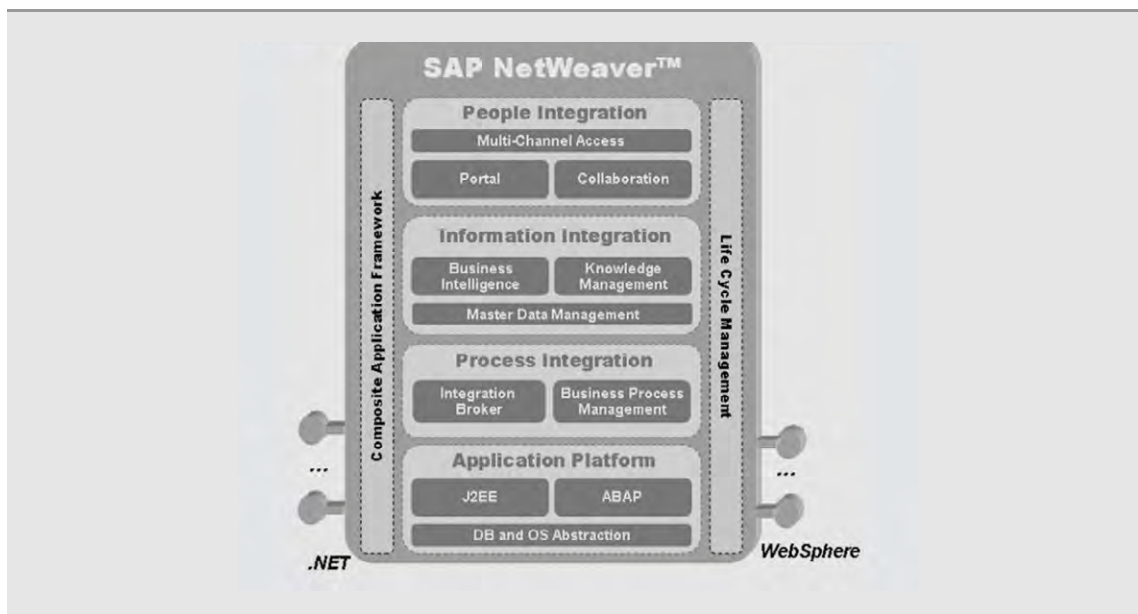 SAP NetWeaver™
People Integration
Multi-Channel Access
Portal
Collaboration
Information Integration
Business
Intelligence
Knowledge
Management
Master Data Management
Process Integration
Integration
Broker
Business Process
Management
Application Platform
J2EE
ABAP
DB and OS Abstraction
Composite Application Framework
Life Cycle Management
...
.NET
...
WebSphere